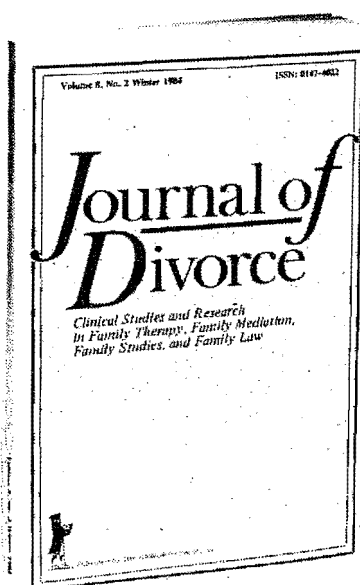 Volume 8, No. 2 Winter 1984
ISSN: 0147-4022
Journal of
Divorce
Clinical Studies and Research
in Family Therapy, Family Mediation,
Family Studies, and Family Law